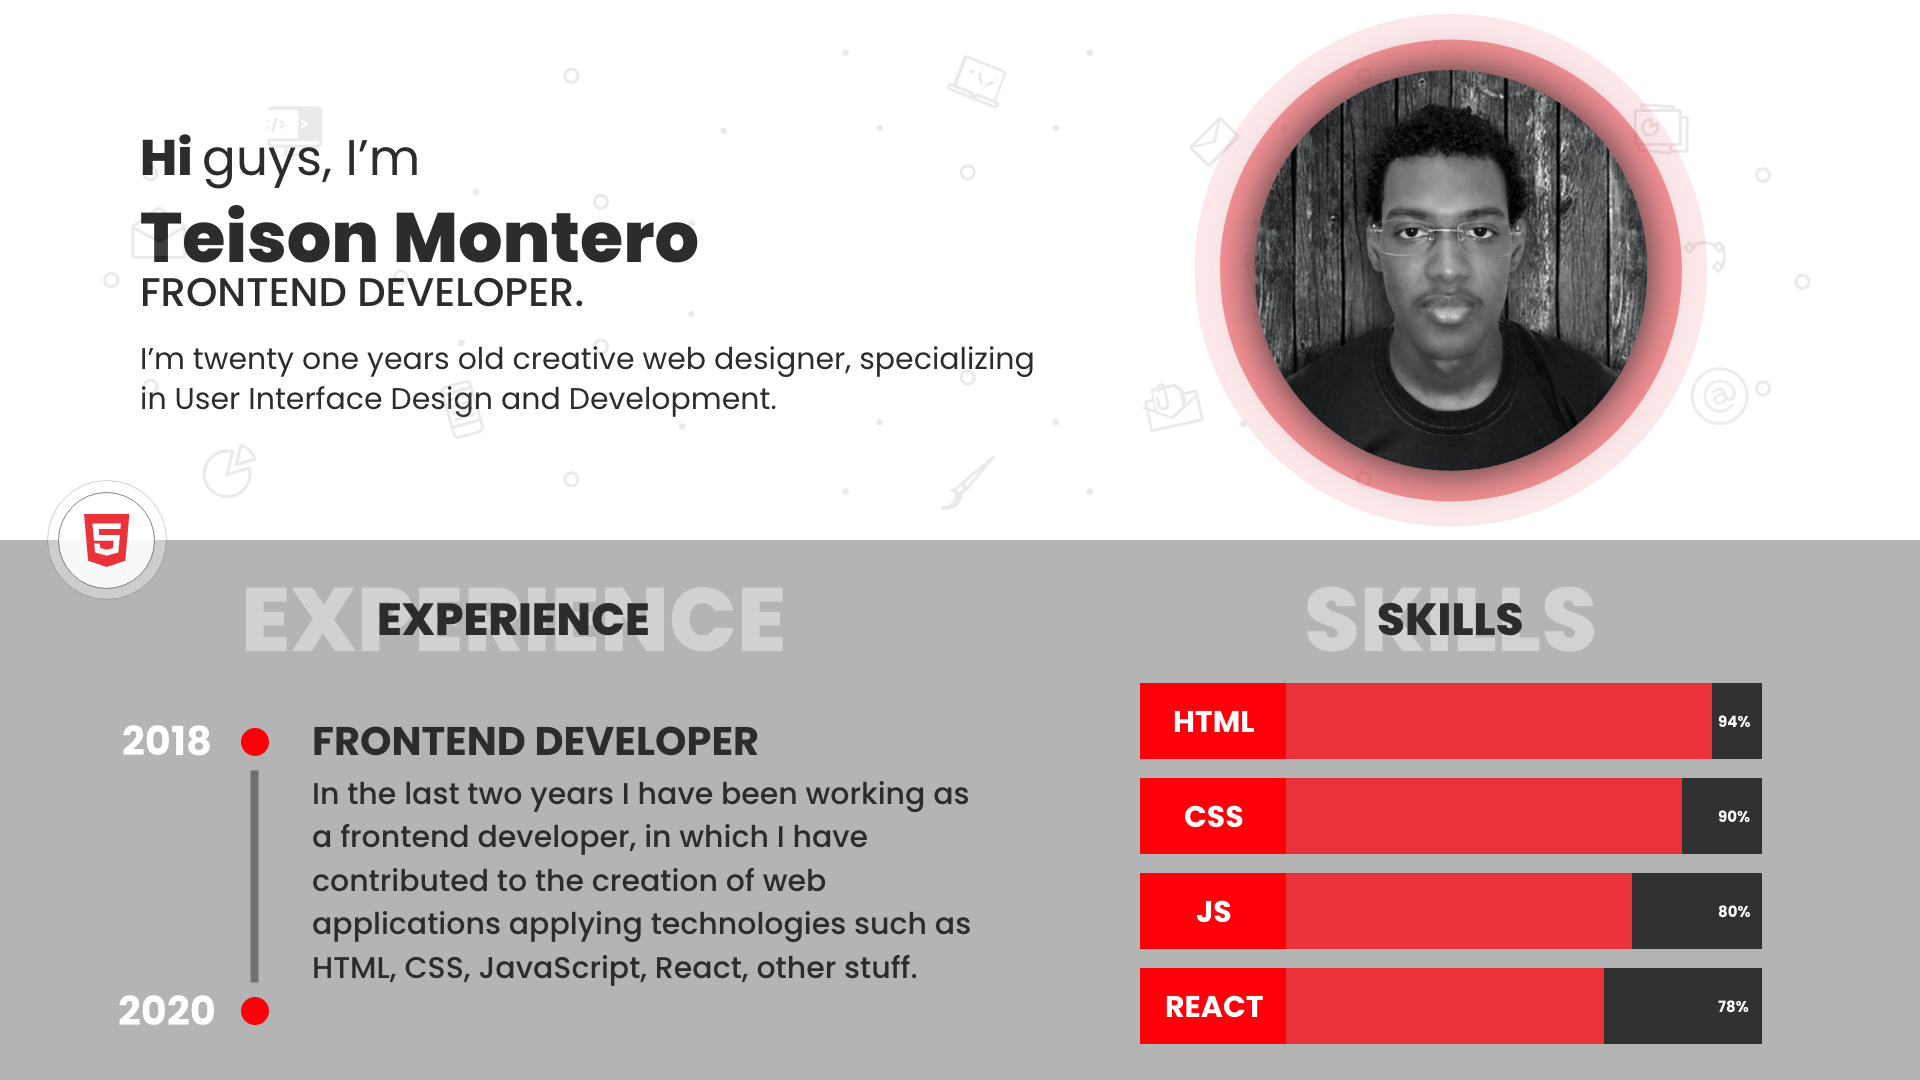 Hi guys, I’m
Teison Montero
FRONTEND DEVELOPER.
I’m twenty one years old creative web designer, specializing
in User Interface Design and Development.
EXPERIENCE
EXPERIENCE
2018
FRONTEND DEVELOPER
In the last two years I have been working as
a frontend developer, in which I have
contributed to the creation of web
applications applying technologies such as
HTML, CSS, JavaScript, React, other stuff.
2020
SKILLS
SKILLS
HTML 94%
CSS 90%
JS 80%
REACT 78%